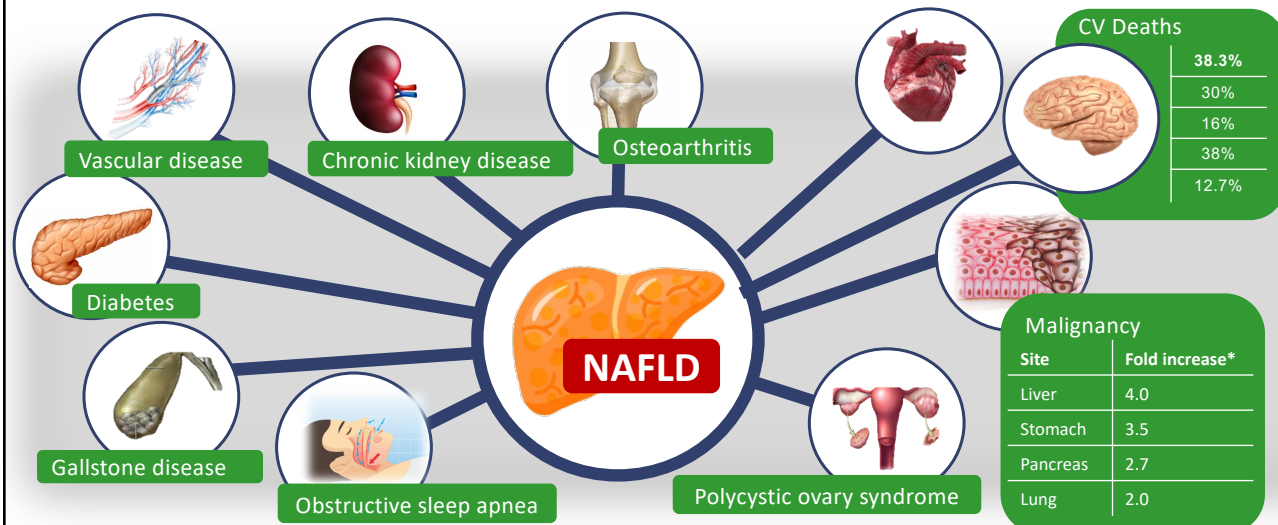 CV Deaths
38.3%
30%
16%
38%
12.7%
Vascular disease
Chronic kidney disease
Osteoarthritis
Diabetes
NAFLD
Gallstone disease
Obstructive sleep apnea
Polycystic ovary syndrome
Malignancy
Site Fold increase*
Liver 4.0
Stomach 3.5
Pancreas 2.7
Lung 2.0